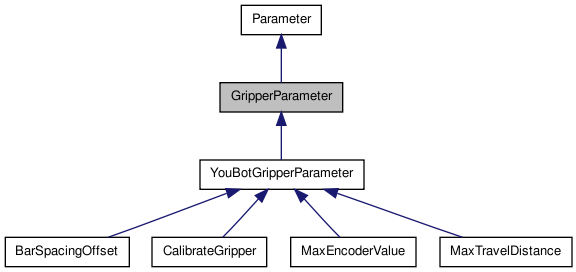 Parameter
GripperParameter
YouBotGripperParameter
BarSpacingOffset
CalibrateGripper
MaxEncoderValue
MaxTravelDistance